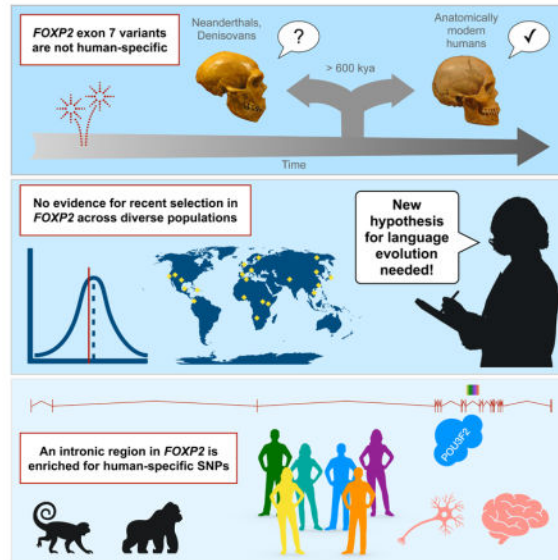 FOXP2 exon 7 variants
are not human-specific
Neanderthals,
Denisovans
?
Anatomically
modern
humans
✓
> 600 kya
Time
No evidence for recent selection in
FOXP2 across diverse populations
New
hypothesis
for language
evolution
needed!
An intronic region in FOXP2 is
enriched for human-specific SNPs
POU3F2